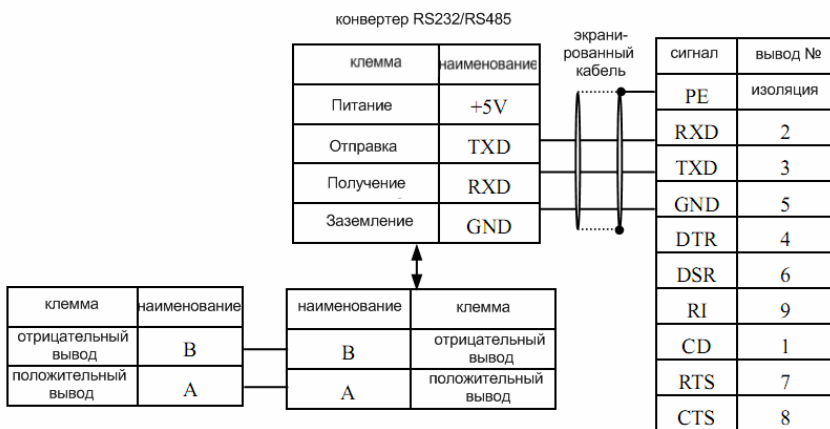 конвертер RS232/RS485
экрани-
рованный
кабель
клемма наименование
Питание +5V
Отправка TXD
Получение RXD
Заземление GND
сигнал вывод №
PE изоляция
RXD 2
TXD 3
GND 5
DTR 4
DSR 6
RI 9
CD 1
RTS 7
CTS 8
клемма наименование
отрицательный
вывод
B
положительный
вывод
A
наименование клемма
B
отрицательный
вывод
A
положительный
вывод